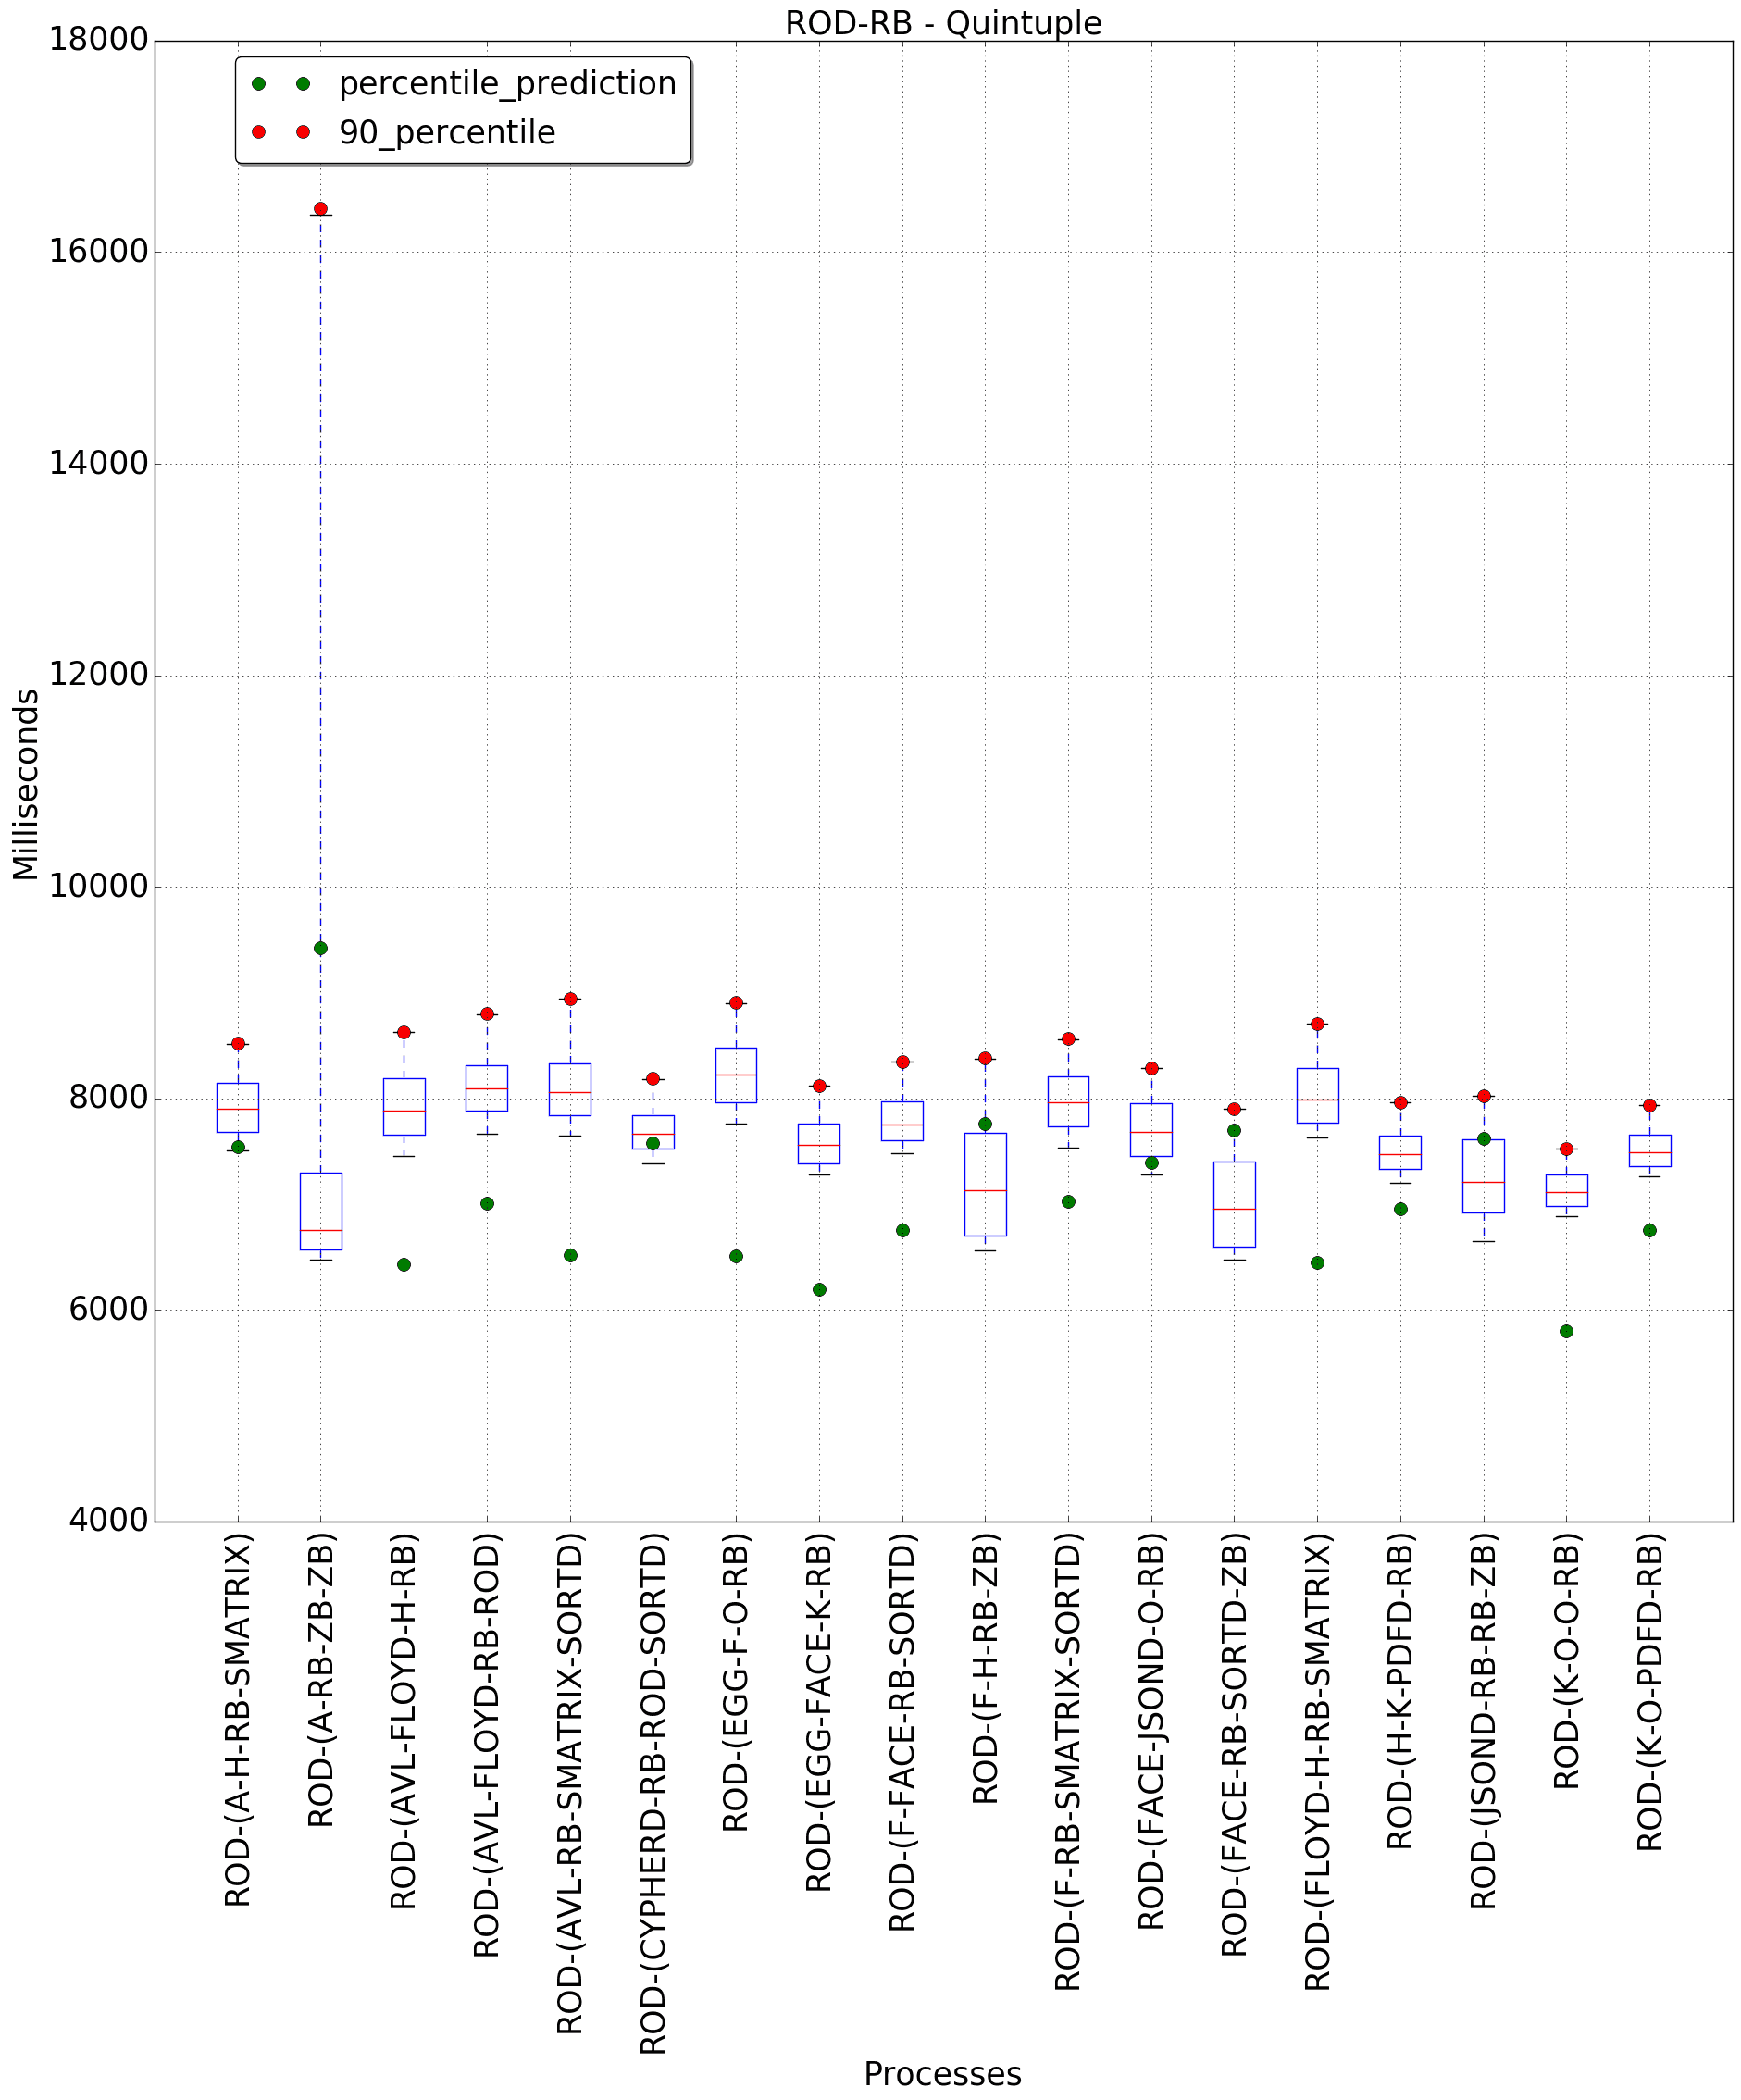 ROD-RB - Quintuple
percentile_prediction
90_percentile
18000
16000
14000
12000
10000
8000
6000
4000
Milliseconds
ROD-(A-H-RB-SMATRIX)
ROD-(A-RB-ZB-ZB)
ROD-(AVL-FLOYD-H-RB)
ROD-(AVL-FLOYD-RB-ROD)
ROD-(AVL-RB-SMATRIX-SORTD)
ROD-(CYPHERD-RB-ROD-SORTD)
ROD-(EGG-F-O-RB)
ROD-(EGG-FACE-K-RB)
ROD-(F-FACE-RB-SORTD)
ROD-(F-H-RB-ZB)
ROD-(F-RB-SMATRIX-SORTD)
ROD-(FACE-JSOND-O-RB)
ROD-(FACE-RB-SORTD-ZB)
ROD-(FLOYD-H-RB-SMATRIX)
ROD-(H-K-PDFD-RB)
ROD-(JSOND-RB-RB-ZB)
ROD-(K-O-O-RB)
ROD-(K-O-PDFD-RB)
Processes